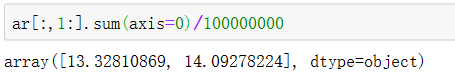 ar[:,1:].sum(axis=0)/100000000
array([13.32810869, 14.09278224], dtype=object)